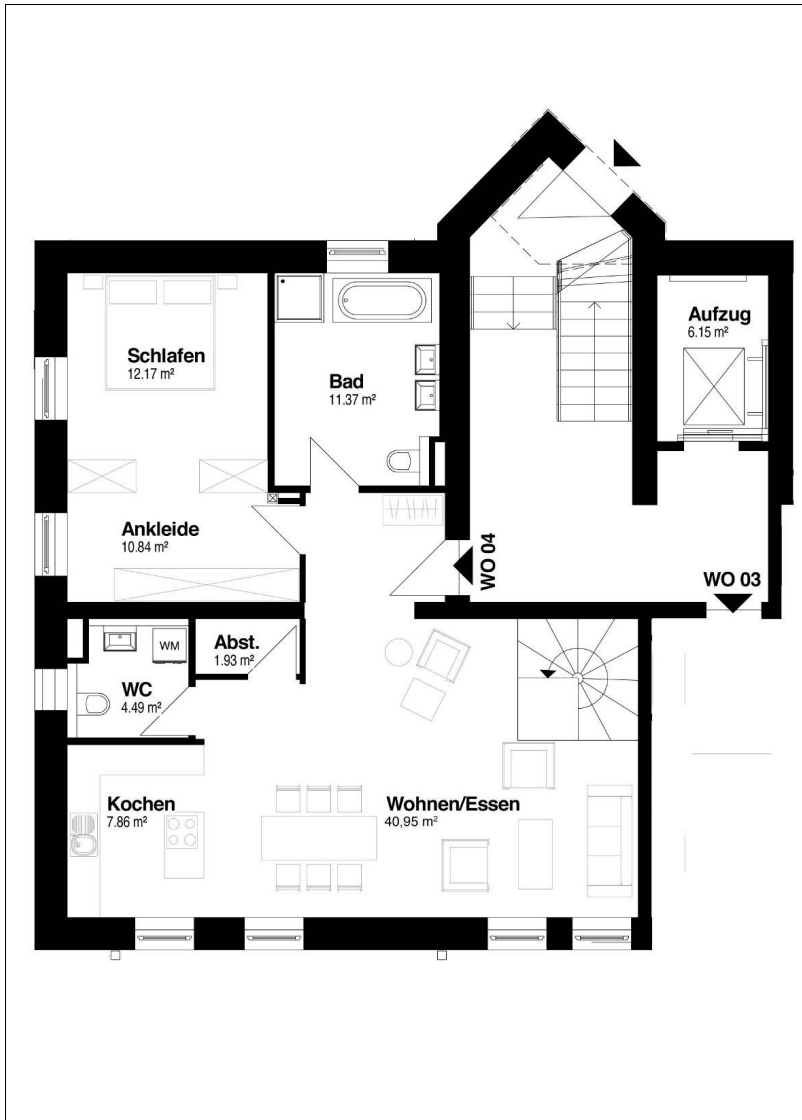 Aufzug
6.15 m²
Schlafen
12.17 m²
Bad
11.37 m²
Ankleide
10.84 m²
WO 04
WO 03
Abst.
1.93 m²
WM
WC
4.49 m²
Kochen
7.86 m²
Wohnen/Essen
40,95 m²